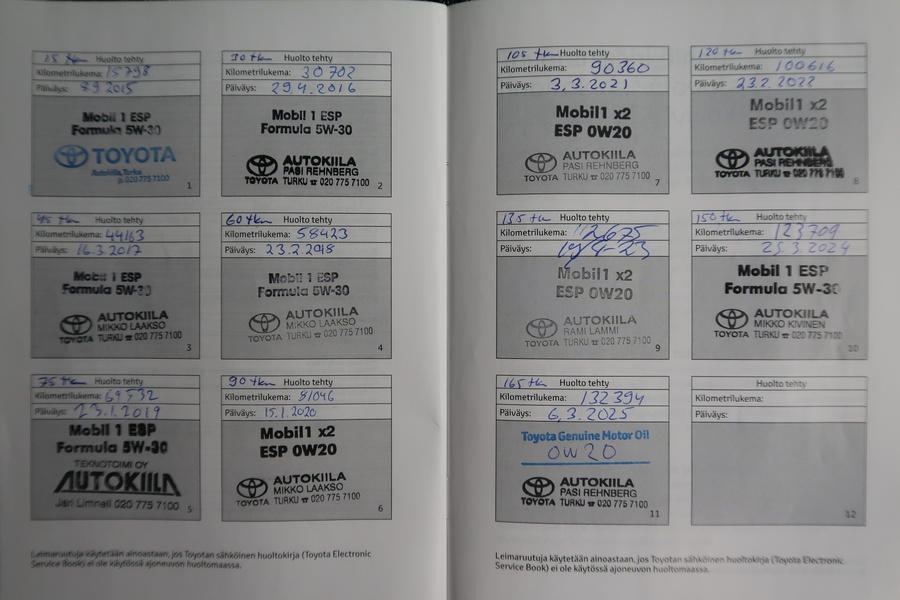 15 tkm Huolto tehty
Kilometrilukema: 15798
Päiväys: 8.9.2015
Mobil 1 ESP
Formula 5W-30
TOYOTA
Autokiila, Turku
p. 020 775 7100
1
30 tkm Huolto tehty
Kilometrilukema: 30702
Päiväys: 29.4.2016
Mobil 1 ESP
Formula 5W-30
AUTOKIILA
PASI REHNBERG
TOYOTA TURKU ☎ 020 775 7100
2
45 tkm Huolto tehty
Kilometrilukema: 44163
Päiväys: 16.3.2017
Mobil 1 ESP
Formula 5W-30
AUTOKIILA
MIKKO LAAKSO
TOYOTA TURKU ☎ 020 775 7100
3
60 tkm Huolto tehty
Kilometrilukema: 58423
Päiväys: 23.2.2018
Mobil 1 ESP
Formula 5W-30
AUTOKIILA
MIKKO LAAKSO
TOYOTA TURKU ☎ 020 775 7100
4
75 tkm Huolto tehty
Kilometrilukema: 69532
Päiväys: 23.1.2019
Mobil 1 ESP
Formula 5W-30
TEKNOTOIMI OY
AUTOKIILA
Jari Limnell 020 775 7100
5
90 tkm Huolto tehty
Kilometrilukema: 81046
Päiväys: 15.1.2020
Mobil1 x2
ESP 0W20
AUTOKIILA
MIKKO LAAKSO
TOYOTA TURKU ☎ 020 775 7100
6
Leimaruutuja käytetään ainoastaan, jos Toyotan sähköinen huoltokirja (Toyota Electronic
Service Book) ei ole käytössä ajoneuvon huoltomaassa.
105 tkm Huolto tehty
Kilometrilukema: 90360
Päiväys: 3.3.2021
Mobil1 x2
ESP 0W20
AUTOKIILA
PASI REHNBERG
TOYOTA TURKU ☎ 020 775 7100
7
120 tkm Huolto tehty
Kilometrilukema: 100616
Päiväys: 23.2.2022
Mobil1 x2
ESP 0W20
AUTOKIILA
PASI REHNBERG
TOYOTA TURKU ☎ 020 775 7100
8
135 tkm Huolto tehty
Kilometrilukema: 112675
Päiväys:
Mobil1 x2
ESP 0W20
AUTOKIILA
RAMI LAMMI
TOYOTA TURKU ☎ 020 775 7100
9
150 tkm Huolto tehty
Kilometrilukema: 123709
Päiväys: 25.3.2024
Mobil 1 ESP
Formula 5W-30
AUTOKIILA
MIKKO KIVINEN
TOYOTA TURKU ☎ 020 775 7100
10
165 tkm Huolto tehty
Kilometrilukema: 132394
Päiväys: 6.3.2025
Toyota Genuine Motor Oil
0W20
AUTOKIILA
PASI REHNBERG
TOYOTA TURKU ☎ 020 775 7100
11
Huolto tehty
Kilometrilukema:
Päiväys:
12
Leimaruutuja käytetään ainoastaan, jos Toyotan sähköinen huoltokirja (Toyota Electronic
Service Book) ei ole käytössä ajoneuvon huoltomaassa.